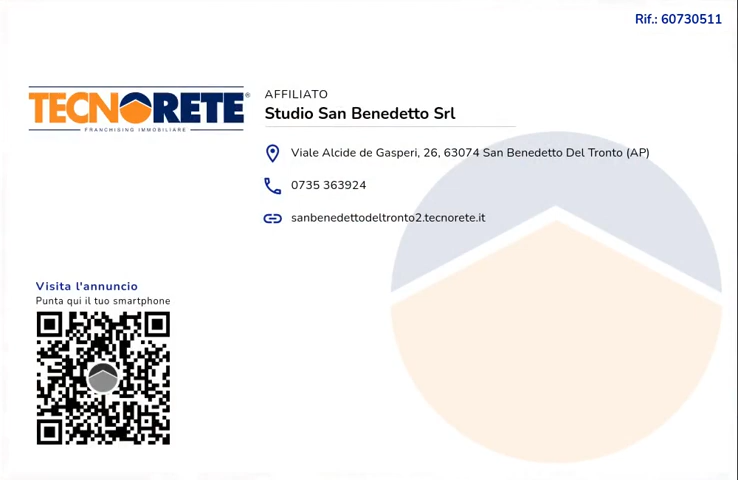 Rif.: 60730511
TECNORETE®
FRANCHISING IMMOBILIARE
AFFILIATO
Studio San Benedetto Srl
Viale Alcide de Gasperi, 26, 63074 San Benedetto Del Tronto (AP)
0735 363924
sanbenedettodeltronto2.tecnorete.it
Visita l'annuncio
Punta qui il tuo smartphone